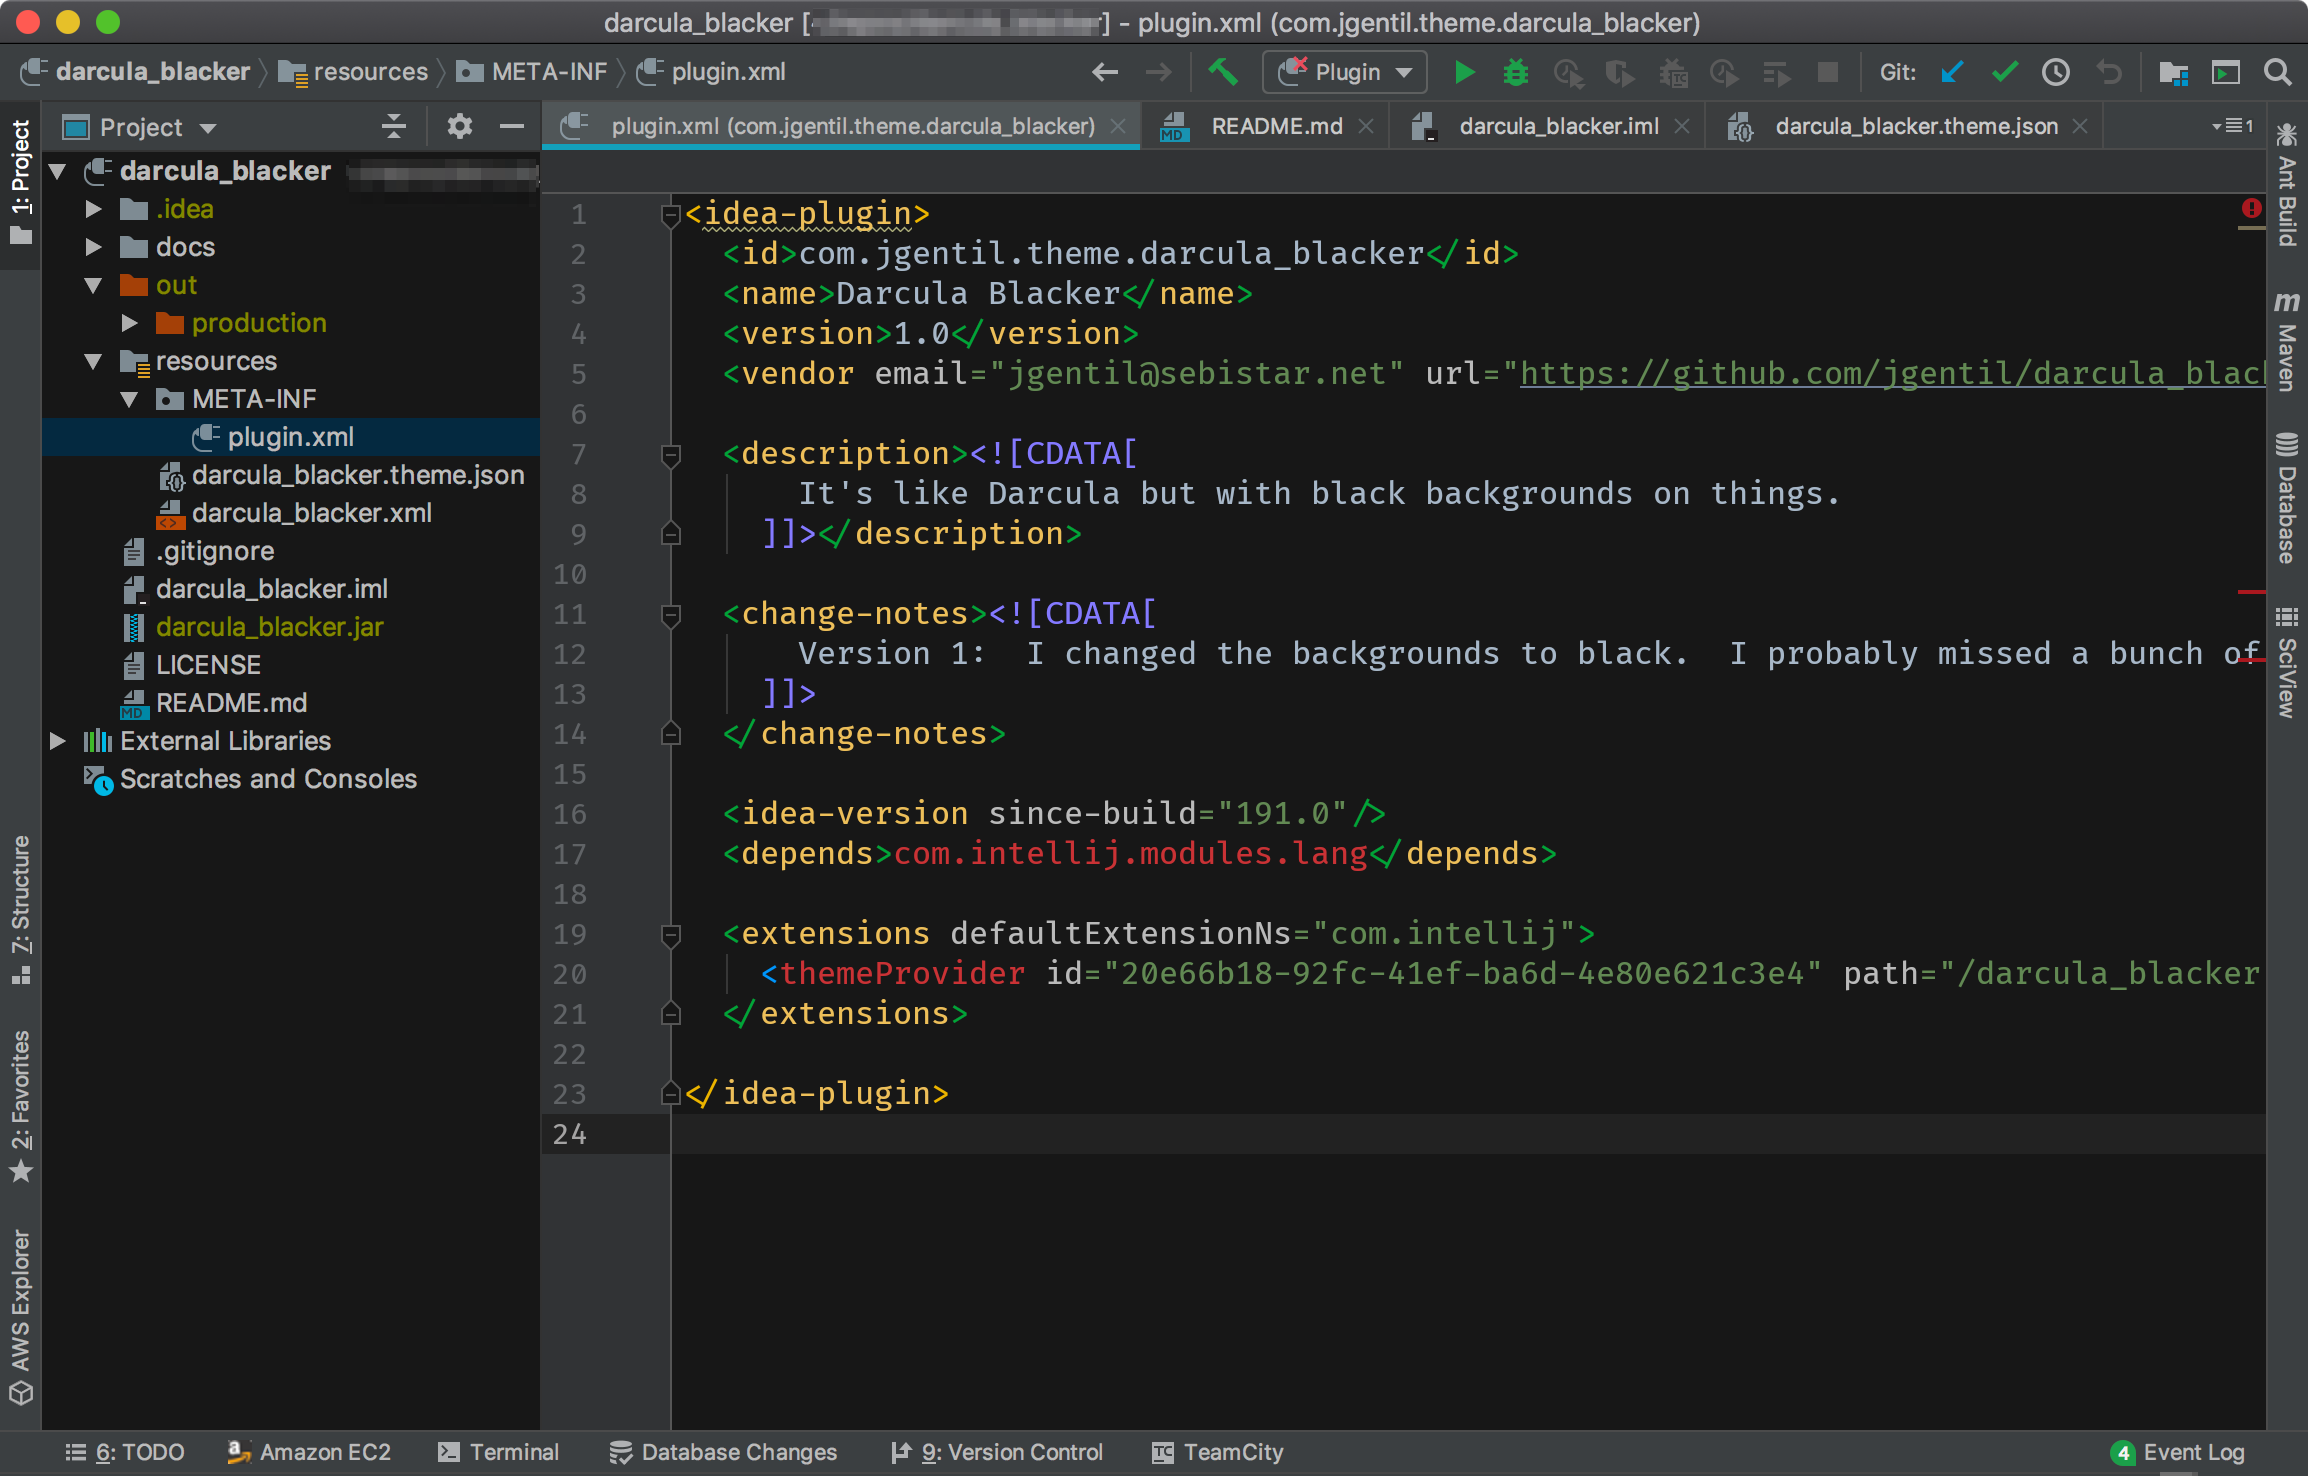 darcula_blacker [ ] - plugin.xml (com.jgentil.theme.darcula_blacker)
darcula_blacker resources META-INF plugin.xml Plugin Git:
1: Project
Project
plugin.xml (com.jgentil.theme.darcula_blacker) README.md darcula_blacker.iml darcula_blacker.theme.json 1
darcula_blacker
.idea
docs
out
production
resources
META-INF
plugin.xml
darcula_blacker.theme.json
darcula_blacker.xml
.gitignore
darcula_blacker.iml
darcula_blacker.jar
LICENSE
README.md
External Libraries
Scratches and Consoles
7: Structure
2: Favorites
AWS Explorer
1 <idea-plugin>
2 <id>com.jgentil.theme.darcula_blacker</id>
3 <name>Darcula Blacker</name>
4 <version>1.0</version>
5 <vendor email="jgentil@sebistar.net" url="https://github.com/jgentil/darcula_blac
6
7 <description><![CDATA[
8 It's like Darcula but with black backgrounds on things.
9 ]]></description>
10
11 <change-notes><![CDATA[
12 Version 1:  I changed the backgrounds to black.  I probably missed a bunch of
13 ]]>
14 </change-notes>
15
16 <idea-version since-build="191.0"/>
17 <depends>com.intellij.modules.lang</depends>
18
19 <extensions defaultExtensionNs="com.intellij">
20 <themeProvider id="20e66b18-92fc-41ef-ba6d-4e80e621c3e4" path="/darcula_blacker
21 </extensions>
22
23 </idea-plugin>
24
Ant Build
Maven
Database
SciView
6: TODO Amazon EC2 Terminal Database Changes 9: Version Control TeamCity 4 Event Log